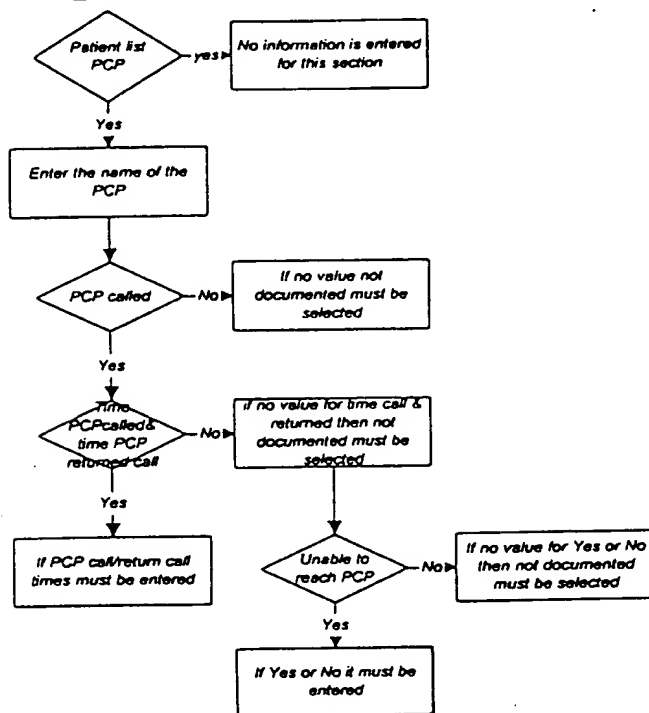 Patient list
PCP
yes
No information is entered
for this section
Yes
Enter the name of the
PCP
PCP called
No
If no value not
documented must be
selected
Yes
Time
PCPcalled&
time PCP
returned call
No
if no value for time call &
returned then not
documented must be
selected
Yes
If PCP call/return call
times must be entered
Unable to
reach PCP
No
If no value for Yes or No
then not documented
must be selected
Yes
If Yes or No it must be
entered